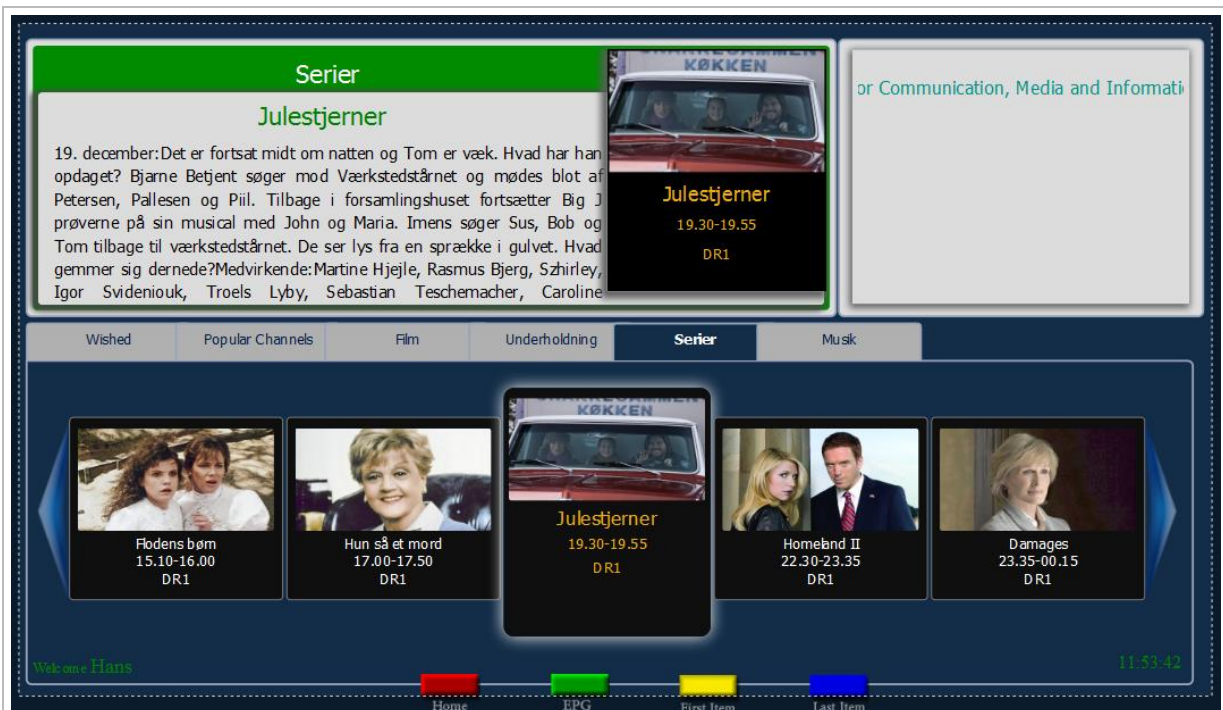 Serier
Julestjerner
19. december:Det er fortsat midt om natten og Tom er væk. Hvad har han
opdaget? Bjarne Betjent søger mod Værkstedstårnet og mødes blot af
Petersen, Pallesen og Piil. Tilbage i forsamlingshuset fortsætter Big J
prøverne på sin musical med John og Maria. Imens søger Sus, Bob og
Tom tilbage til værkstedstårnet. De ser lys fra en sprække i gulvet. Hvad
gemmer sig dernede?Medvirkende:Martine Hjejle, Rasmus Bjerg, Szhirley,
Igor Svideniouk, Troels Lyby, Sebastian Teschemacher, Caroline
KØKKEN
Julestjerner
19.30-19.55
DR1
or Communication, Media and Informati
Wished
Popular Channels
Film
Underholdning
Serier
Musik
Flodens børn
15.10-16.00
DR1
Hun så et mord
17.00-17.50
DR1
KØKKEN
Julestjerner
19.30-19.55
DR1
Homeland II
22.30-23.35
DR1
Damages
23.35-00.15
DR1
Welcome Hans
11:53:42
Home
EPG
First Item
Last Item